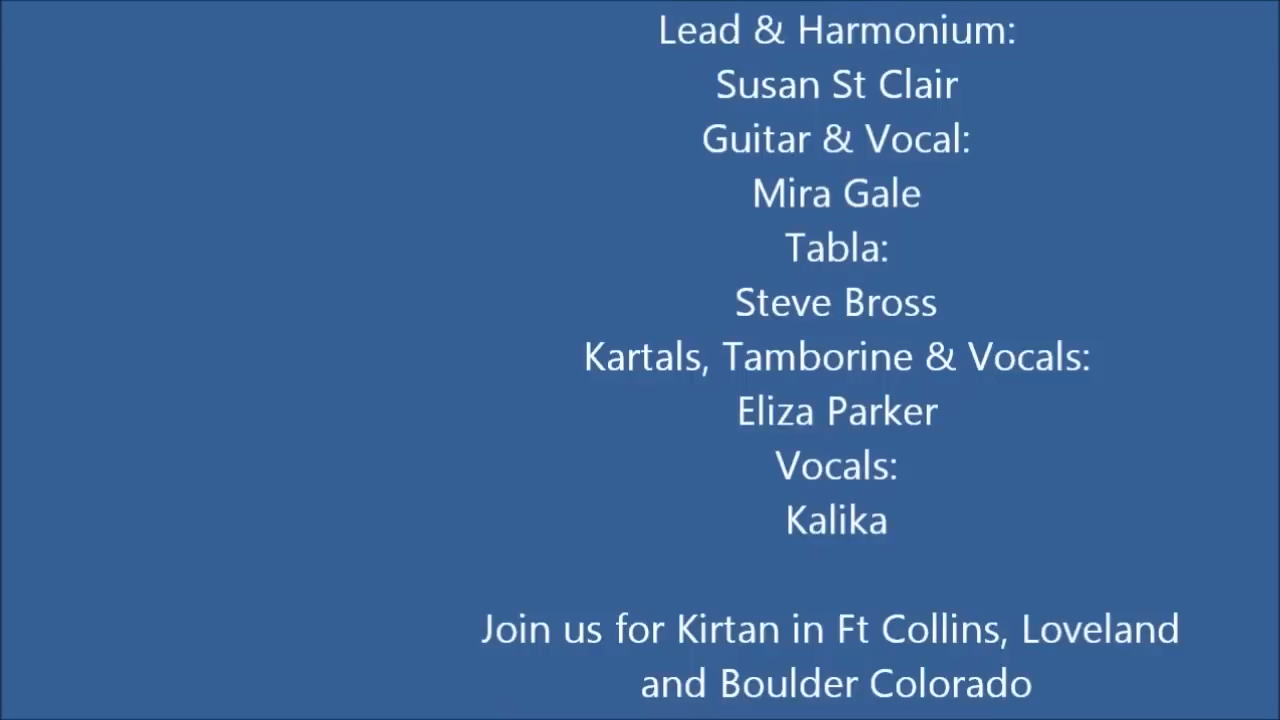 Lead & Harmonium:
Susan St Clair
Guitar & Vocal:
Mira Gale
Tabla:
Steve Bross
Kartals, Tamborine & Vocals:
Eliza Parker
Vocals:
Kalika
Join us for Kirtan in Ft Collins, Loveland
and Boulder Colorado